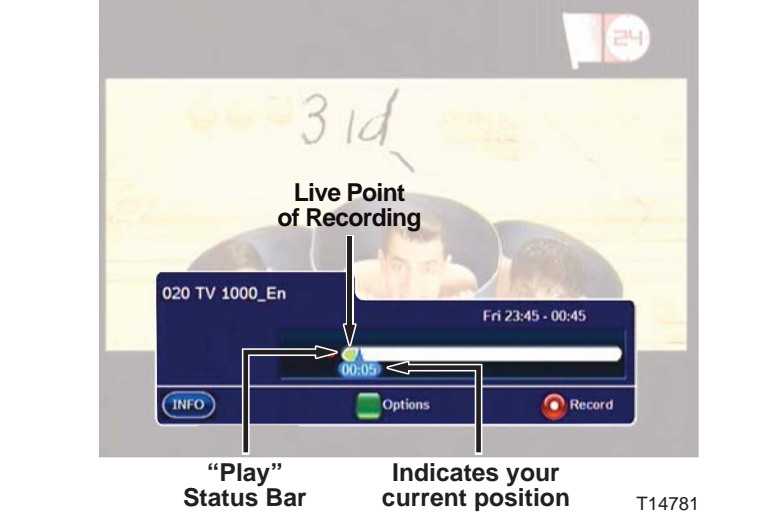 24
3 id
Live Point
of Recording
020 TV 1000_En
Fri 23:45 - 00:45
00:05
INFO
Options
Record
“Play”
Status Bar
Indicates your
current position
T14781